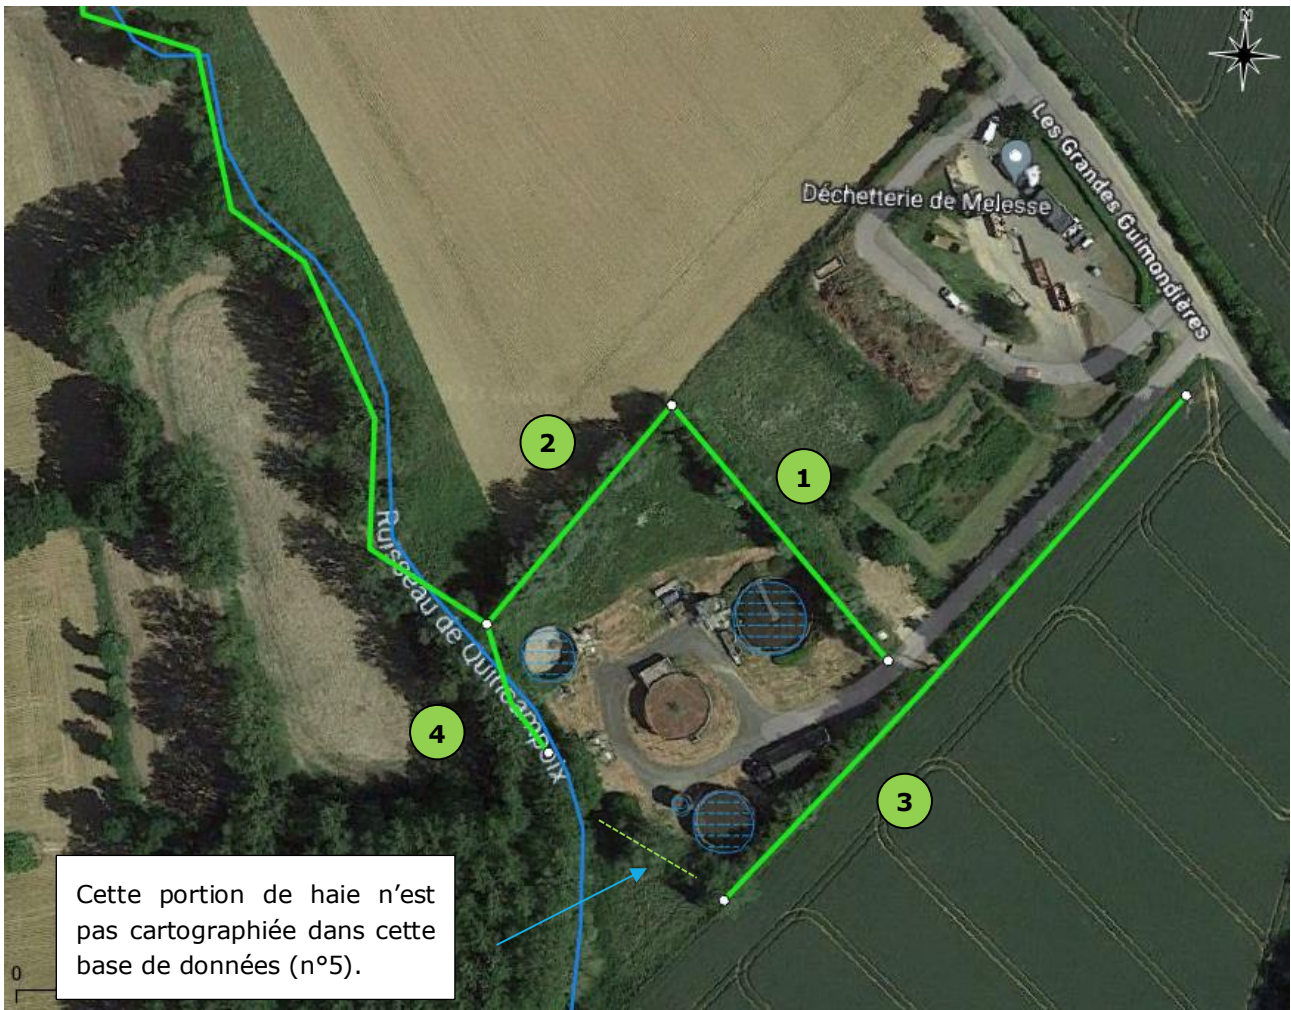 N
Les Grandes Guimondières
Déchetterie de Melesse
2
1
Ruisseau de Quincampoix
4
3
Cette portion de haie n’est
pas cartographiée dans cette
base de données (n°5).
0